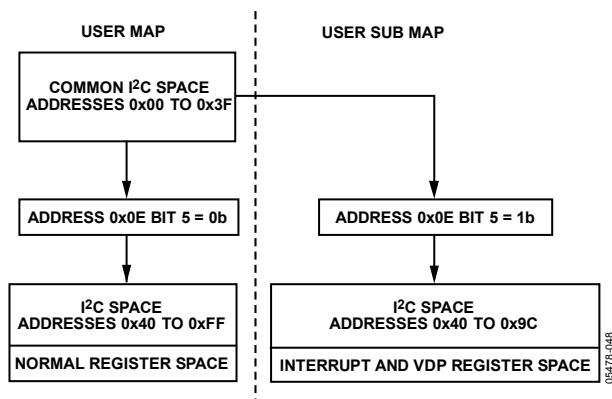 USER MAP
USER SUB MAP
COMMON I²C SPACE
ADDRESSES 0x00 TO 0x3F
ADDRESS 0x0E BIT 5 = 0b
ADDRESS 0x0E BIT 5 = 1b
I²C SPACE
ADDRESSES 0x40 TO 0xFF
NORMAL REGISTER SPACE
I²C SPACE
ADDRESSES 0x40 TO 0x9C
INTERRUPT AND VDP REGISTER SPACE
05478-048